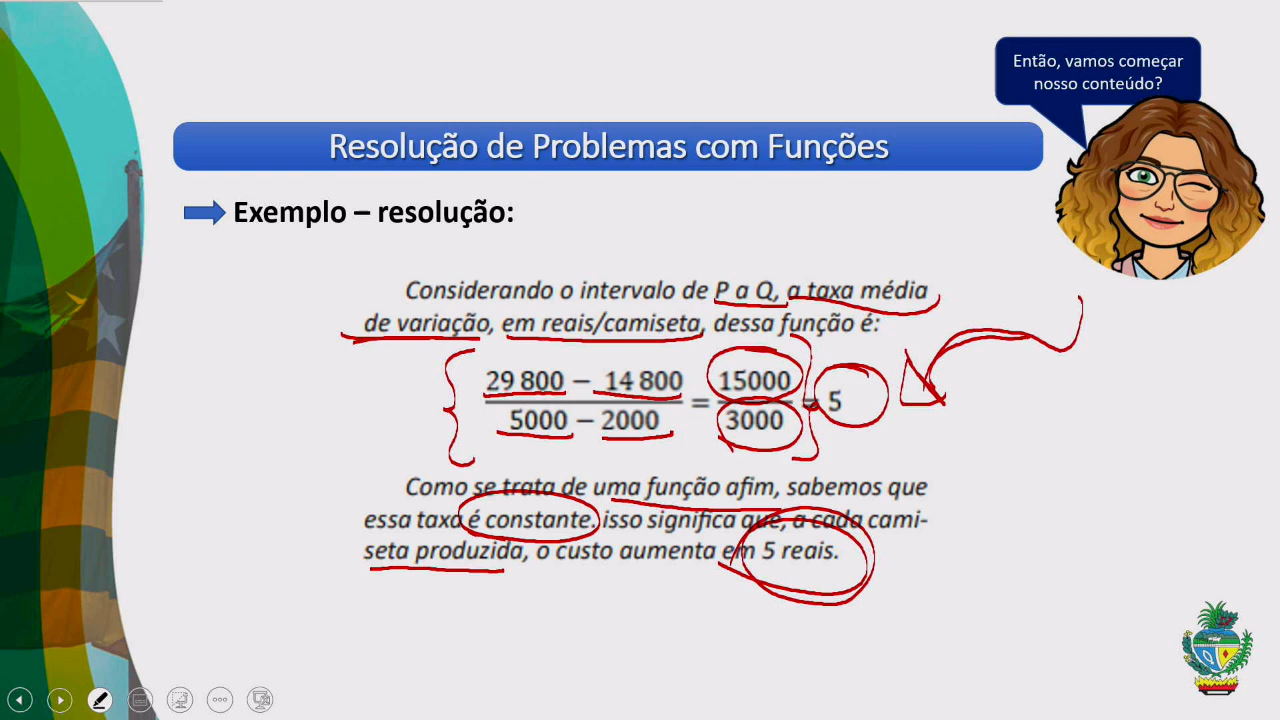 Então, vamos começar
nosso conteúdo?
Resolução de Problemas com Funções
Exemplo – resolução:
Considerando o intervalo de P a Q, a taxa média
de variação, em reais/camiseta, dessa função é:
29 800 − 14 800 / 5000 − 2000 = 15000 / 3000 = 5
Como se trata de uma função afim, sabemos que
essa taxa é constante. isso significa que, a cada cami-
seta produzida, o custo aumenta em 5 reais.